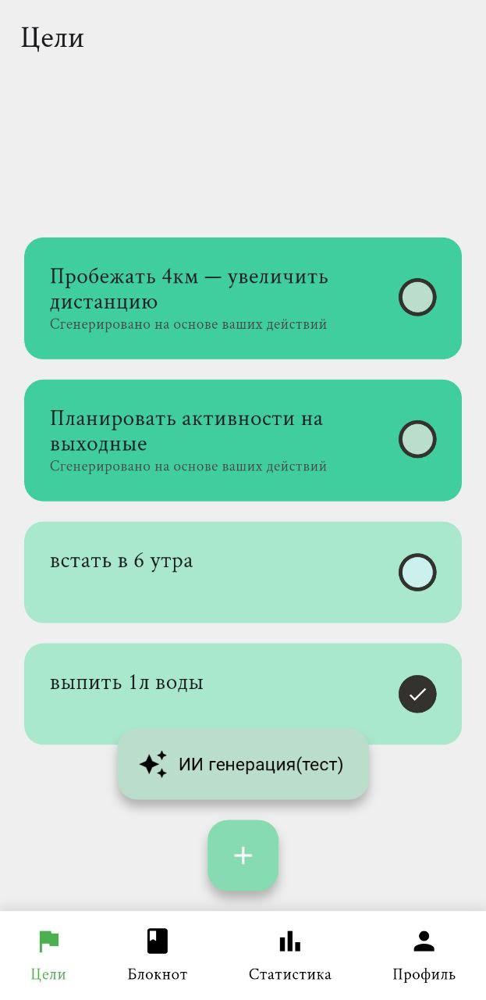 Цели
Пробежать 4км — увеличить
дистанцию
Сгенерировано на основе ваших действий
Планировать активности на
выходные
Сгенерировано на основе ваших действий
встать в 6 утра
выпить 1л воды
ИИ генерация(тест)
Цели
Блокнот
Статистика
Профиль